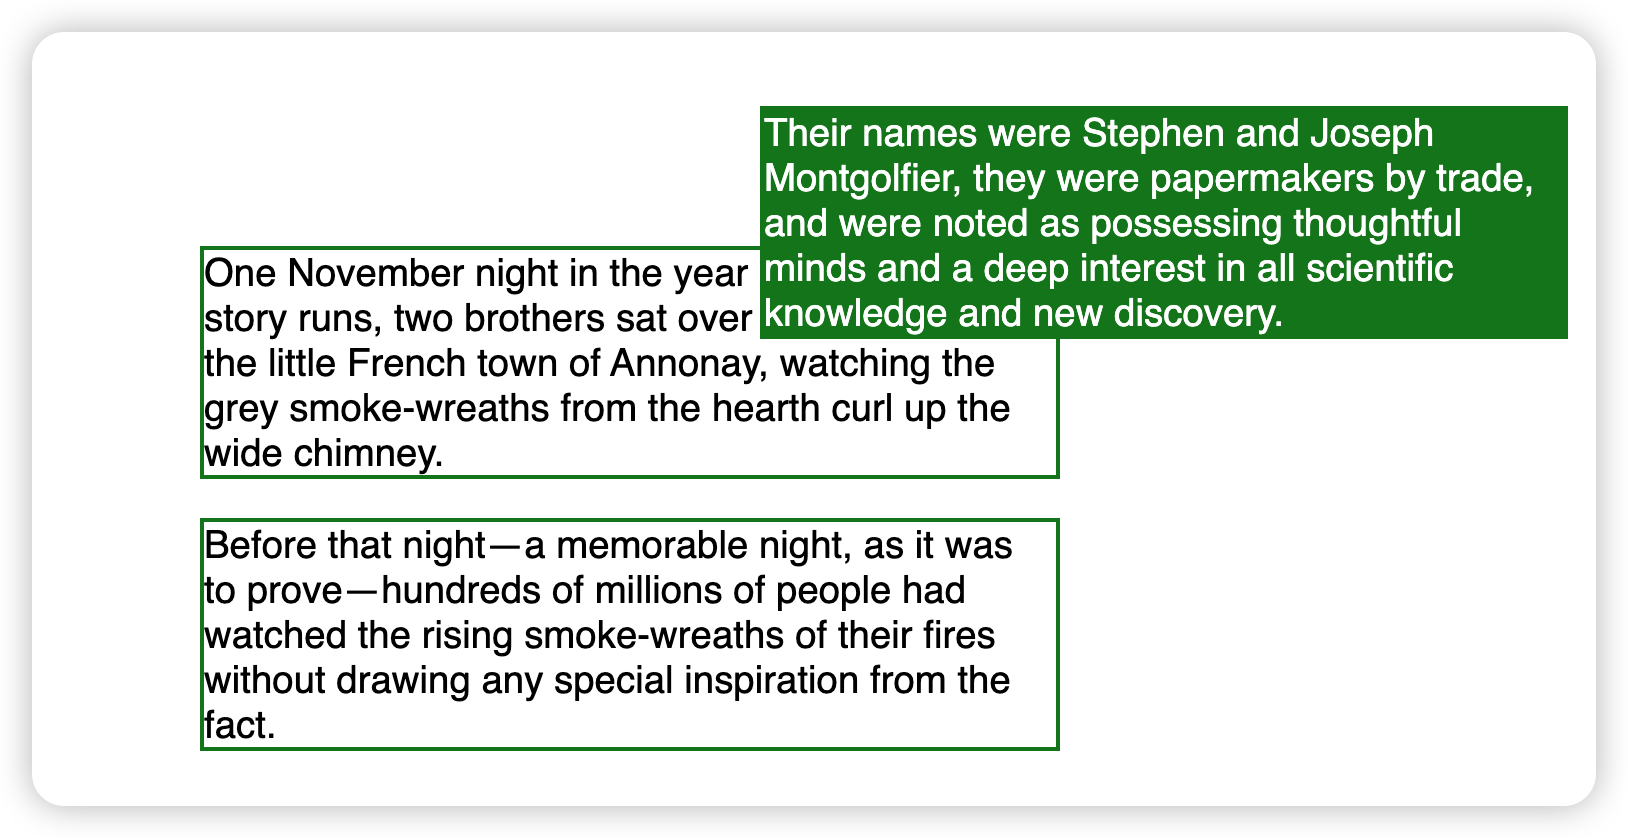 Their names were Stephen and Joseph
Montgolfier, they were papermakers by trade,
and were noted as possessing thoughtful
minds and a deep interest in all scientific
knowledge and new discovery.
One November night in the year
story runs, two brothers sat over
the little French town of Annonay, watching the
grey smoke-wreaths from the hearth curl up the
wide chimney.
Before that night—a memorable night, as it was
to prove—hundreds of millions of people had
watched the rising smoke-wreaths of their fires
without drawing any special inspiration from the
fact.